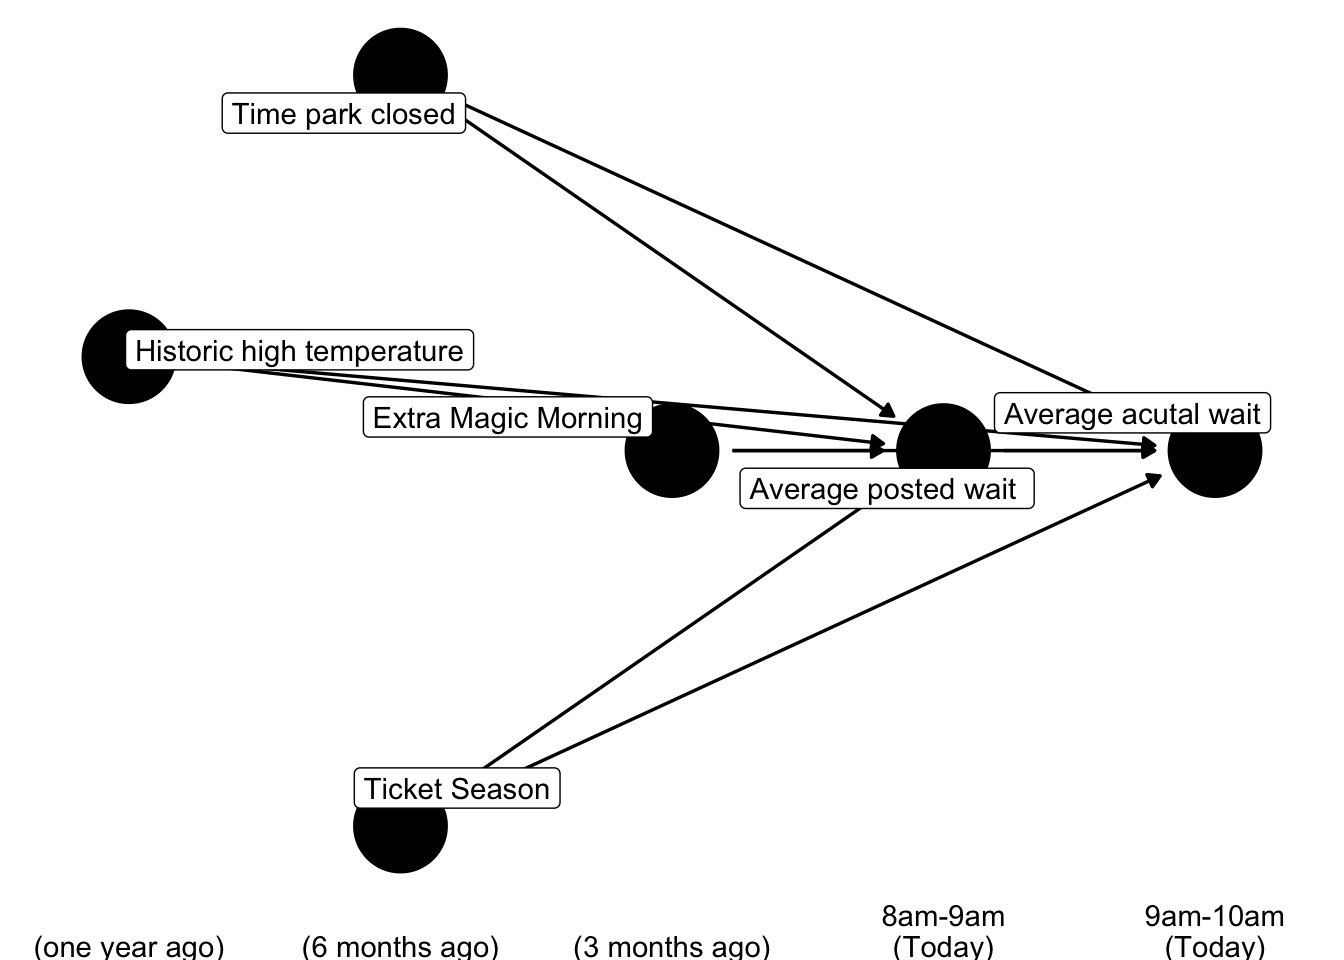 Time park closed
Historic high temperature
Extra Magic Morning
Average acutal wait
Average posted wait
Ticket Season
8am-9am
9am-10am
(one year ago)
(6 months ago)
(3 months ago)
(Today)
(Today)